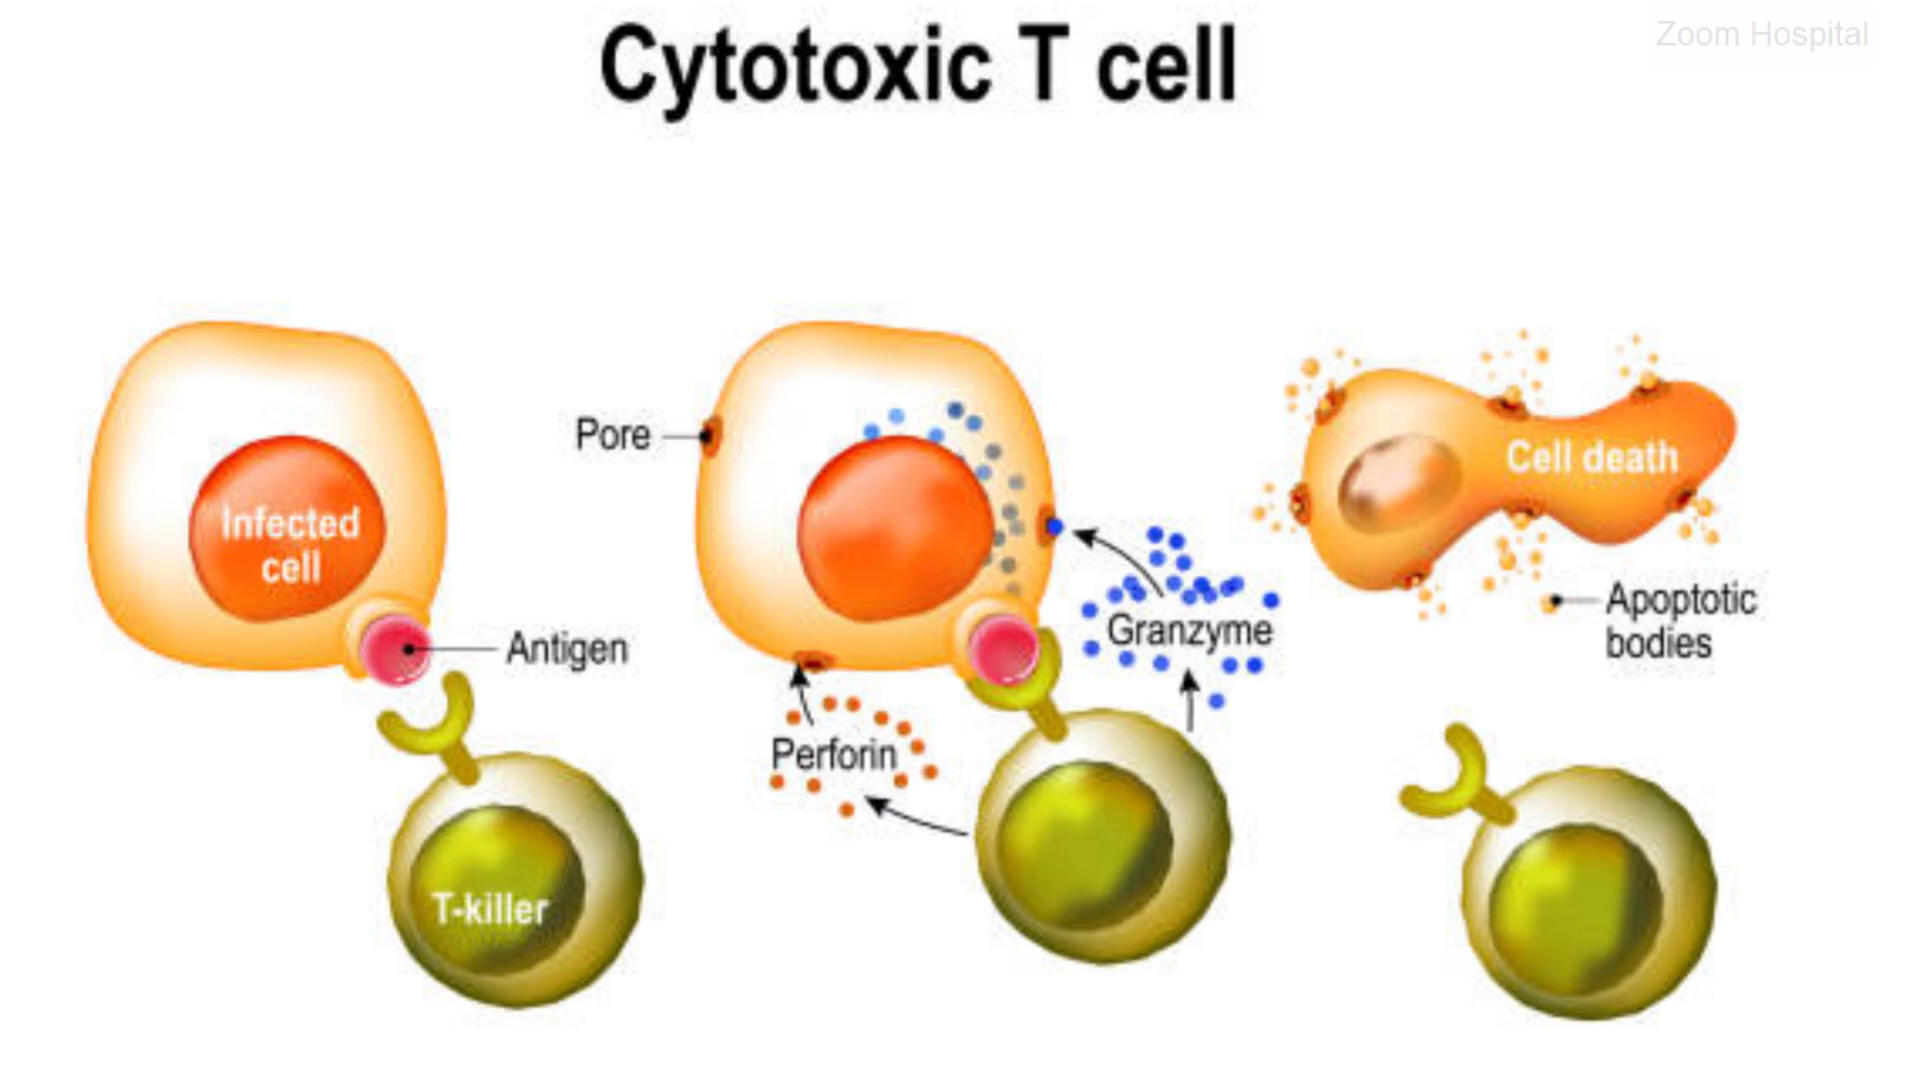 Zoom Hospital
Cytotoxic T cell
Infected
cell
Antigen
T-killer
Pore
Perforin
Granzyme
Cell death
Apoptotic
bodies